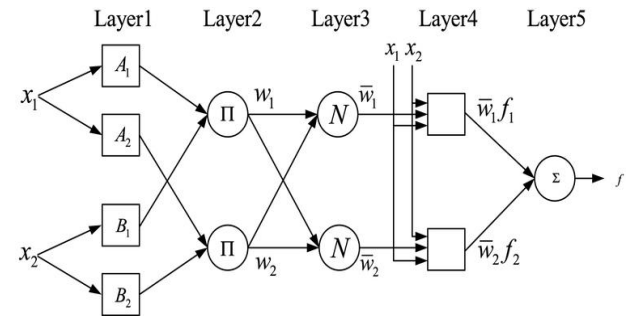 Layer1 Layer2 Layer3 Layer4 Layer5
x₁ x₂
A₁
x₁
w₁ w̅₁
Π N
w̅₁f₁
A₂
Σ f
B₁
x₂
Π N
w̅₂f₂
w₂ w̅₂
B₂